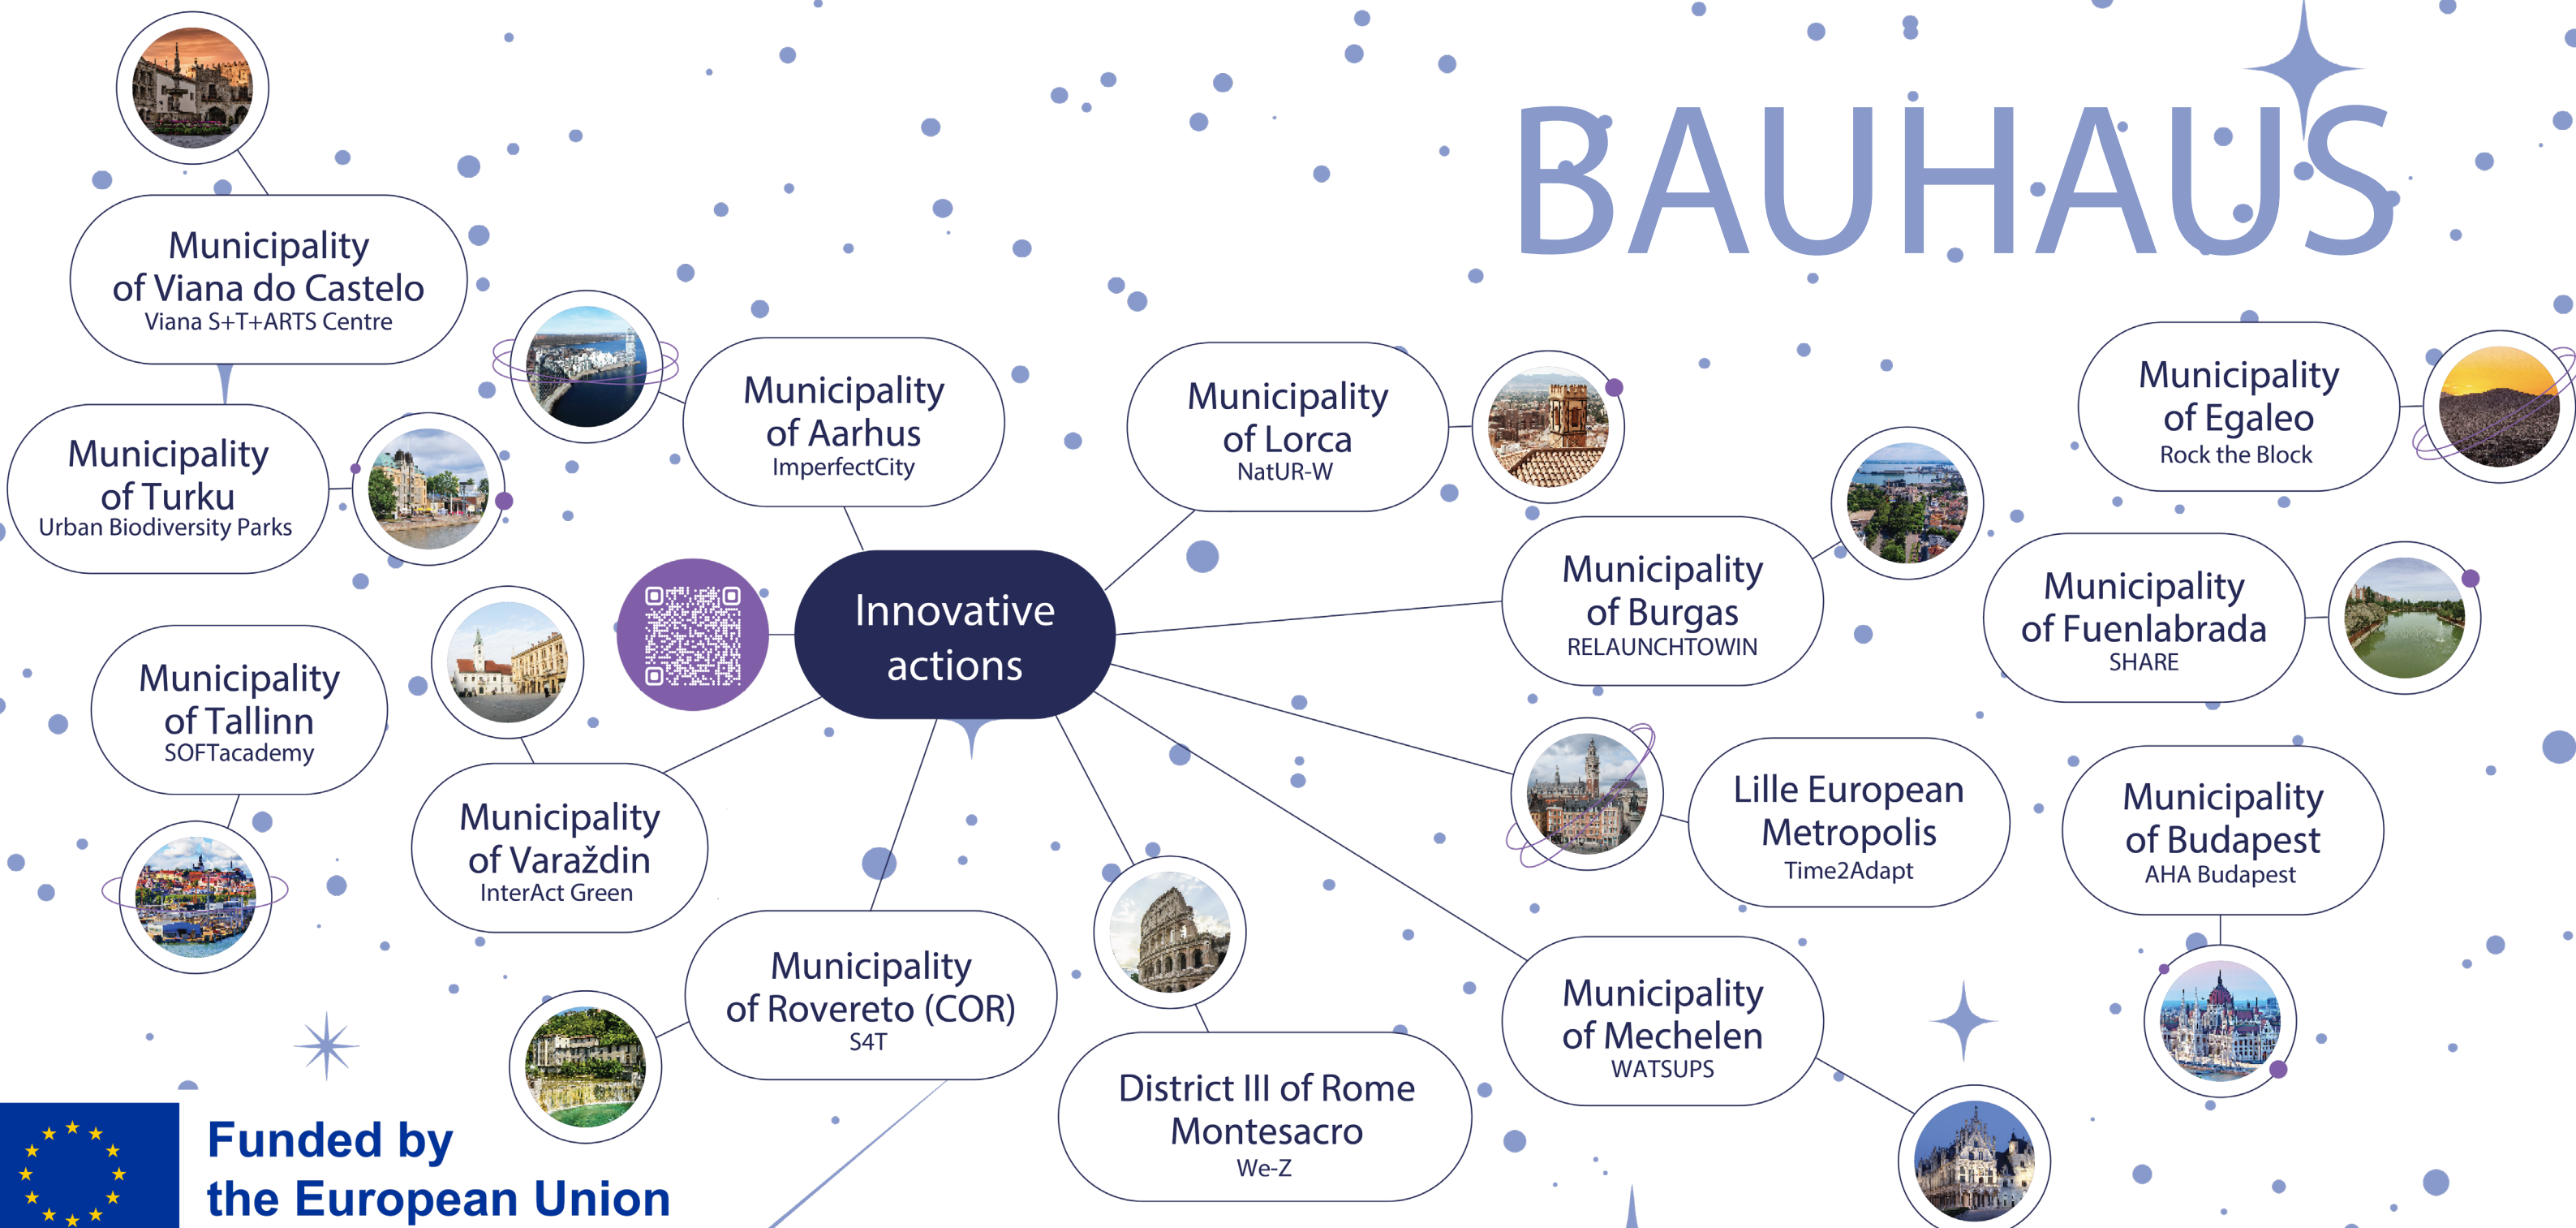 BAUHAUS
Municipality
of Viana do Castelo
Viana S+T+ARTS Centre
Municipality
of Turku
Urban Biodiversity Parks
Municipality
of Aarhus
ImperfectCity
Municipality
of Lorca
NatUR-W
Municipality
of Egaleo
Rock the Block
Innovative
actions
Municipality
of Burgas
RELAUNCHTOWIN
Municipality
of Fuenlabrada
SHARE
Municipality
of Tallinn
SOFTacademy
Municipality
of Varaždin
InterAct Green
Lille European
Metropolis
Time2Adapt
Municipality
of Budapest
AHA Budapest
Municipality
of Rovereto (COR)
S4T
District III of Rome
Montesacro
We-Z
Municipality
of Mechelen
WATSUPS
Funded by
the European Union